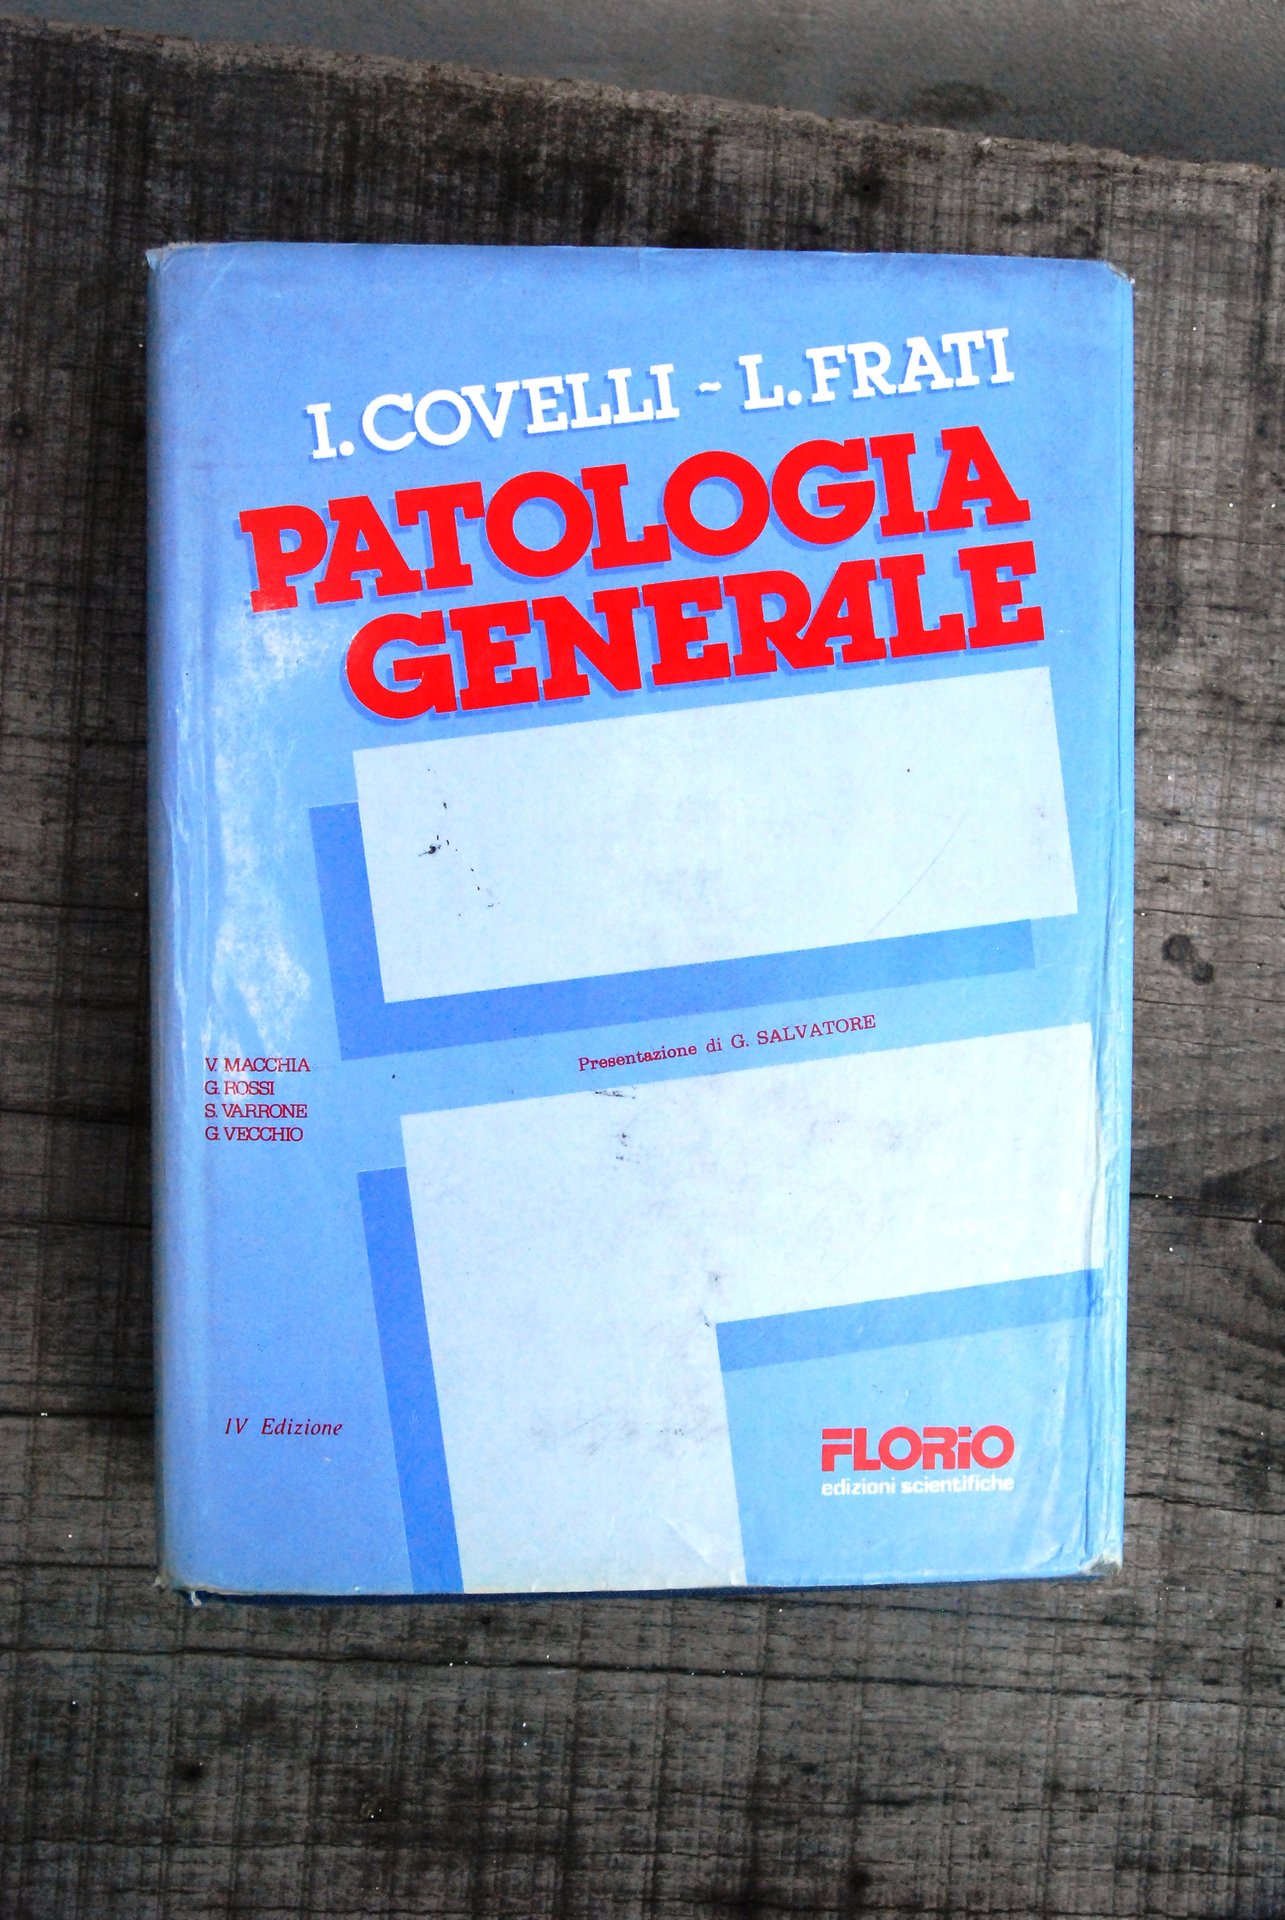 I. COVELLI ~ L. FRATI
PATOLOGIA
GENERALE
Presentazione di G. SALVATORE
V. MACCHIA
G. ROSSI
S. VARRONE
G. VECCHIO
IV Edizione
FLORiO
edizioni scientifiche